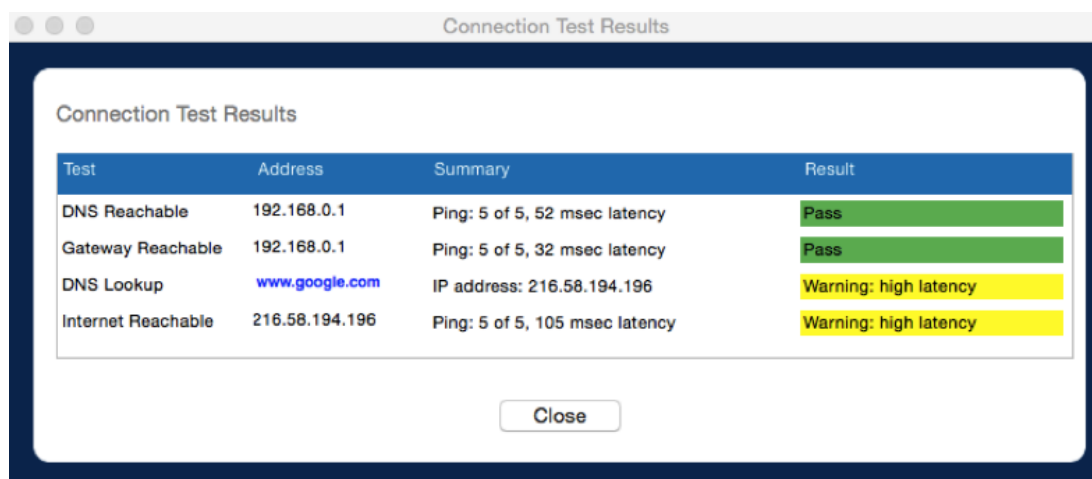 Connection Test Results
Connection Test Results
Test Address Summary Result
DNS Reachable 192.168.0.1 Ping: 5 of 5, 52 msec latency Pass
Gateway Reachable 192.168.0.1 Ping: 5 of 5, 32 msec latency Pass
DNS Lookup www.google.com IP address: 216.58.194.196 Warning: high latency
Internet Reachable 216.58.194.196 Ping: 5 of 5, 105 msec latency Warning: high latency
Close